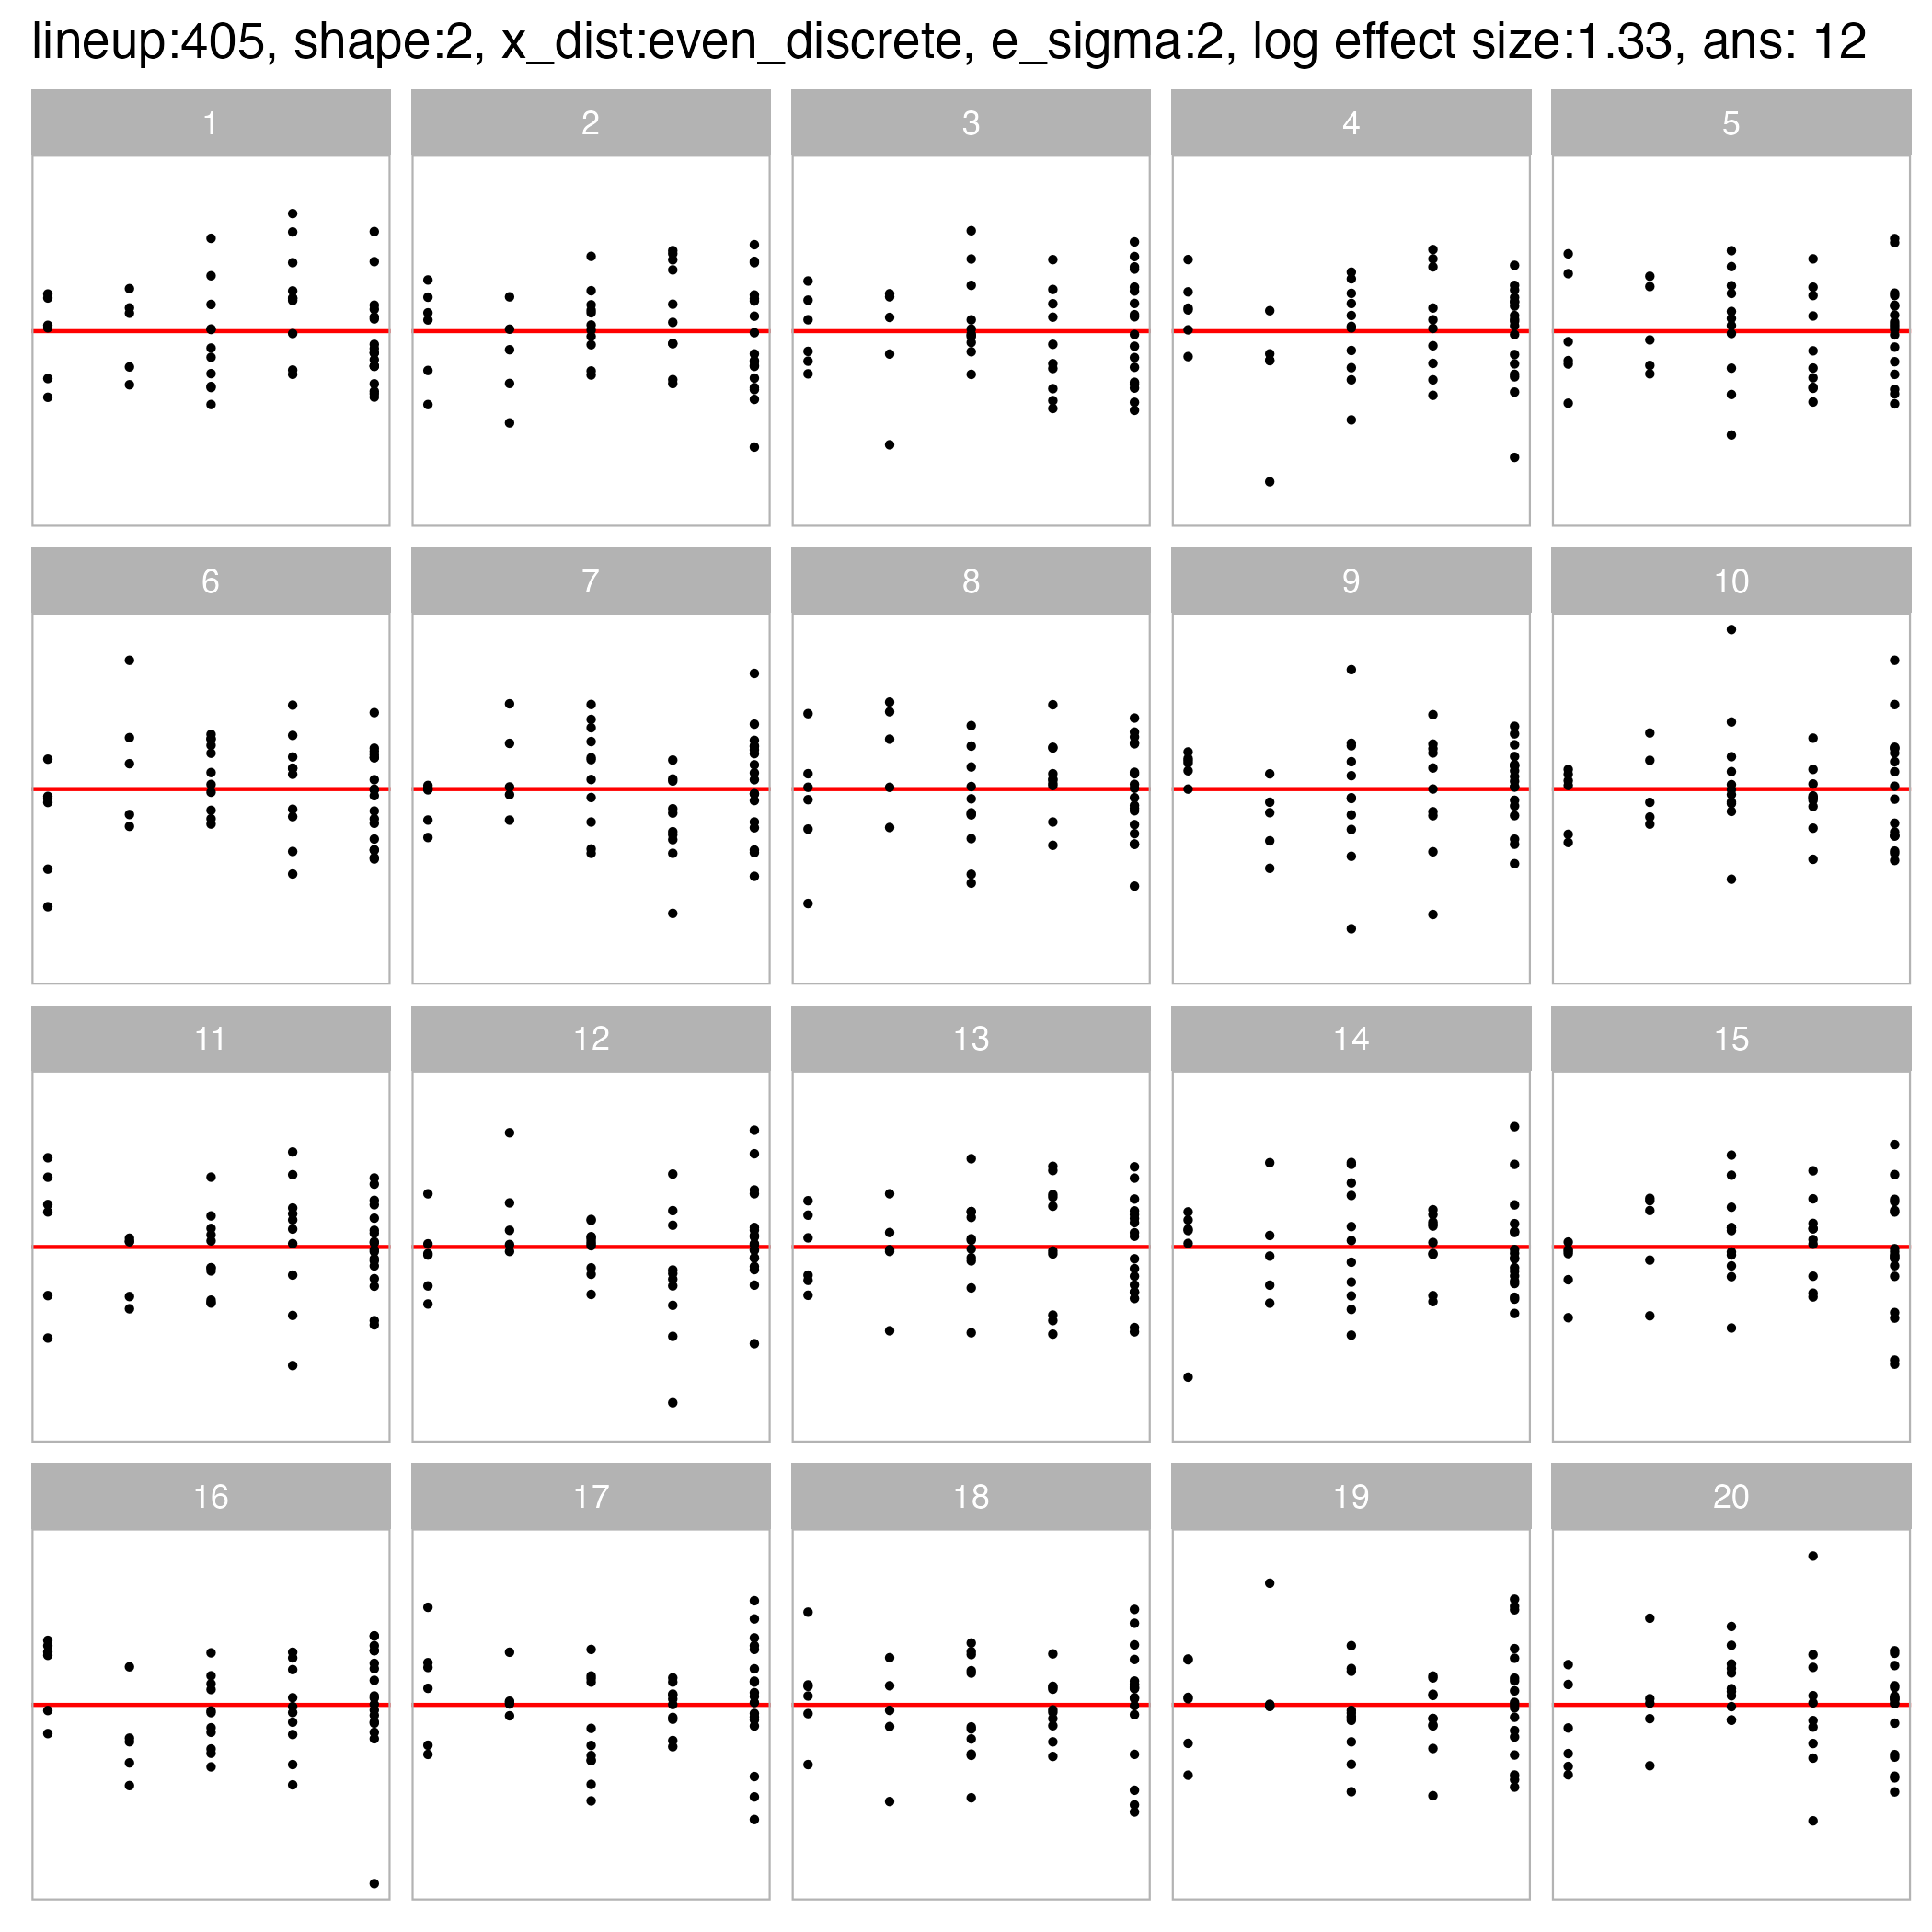 lineup:405, shape:2, x_dist:even_discrete, e_sigma:2, log effect size:1.33, ans: 12
1 2 3 4 5
6 7 8 9 10
11 12 13 14 15
16 17 18 19 20